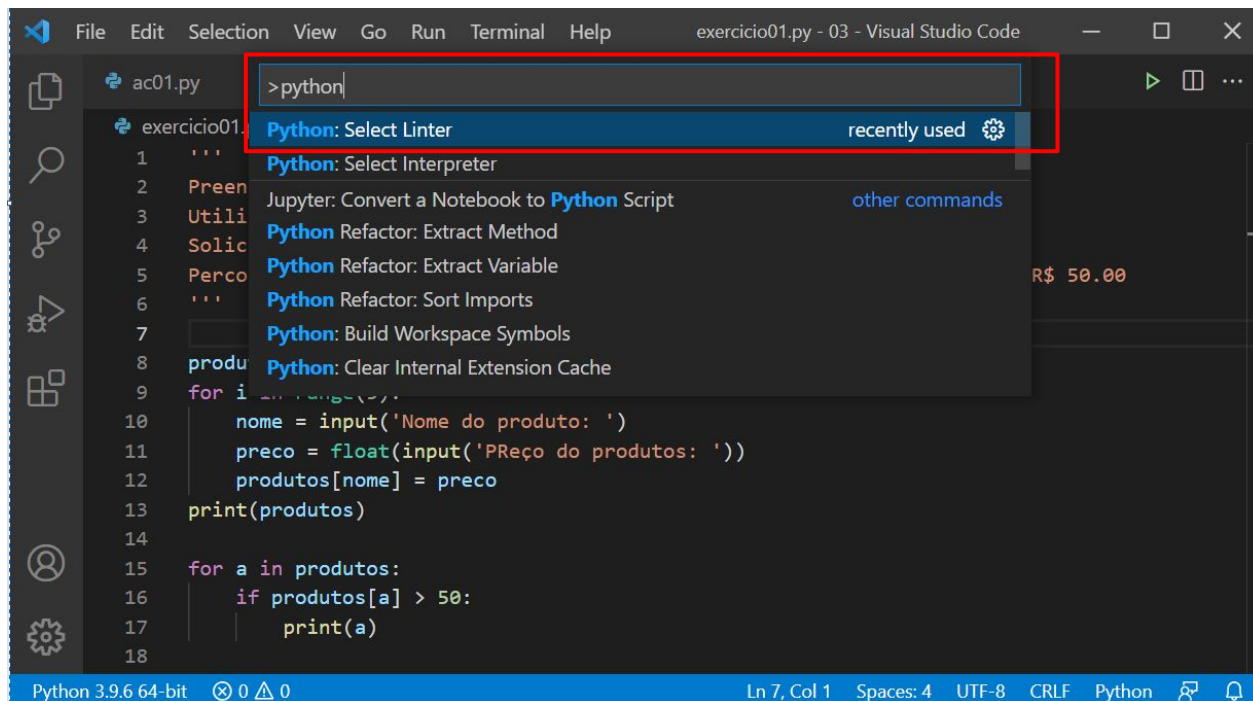 File Edit Selection View Go Run Terminal Help exercicio01.py - 03 - Visual Studio Code
ac01.py
>python
exercicio01.
Python: Select Linter recently used
Python: Select Interpreter
Jupyter: Convert a Notebook to Python Script other commands
Python Refactor: Extract Method
Python Refactor: Extract Variable
Python Refactor: Sort Imports
Python: Build Workspace Symbols
Python: Clear Internal Extension Cache
1 '''
2 Preen
3 Utili
4 Solic
5 Perco R$ 50.00
6 '''
7
8 produ
9 for i in range(5):
10 nome = input('Nome do produto: ')
11 preco = float(input('PReço do produtos: '))
12 produtos[nome] = preco
13 print(produtos)
14
15 for a in produtos:
16 if produtos[a] > 50:
17 print(a)
18
Python 3.9.6 64-bit 0 0 Ln 7, Col 1 Spaces: 4 UTF-8 CRLF Python